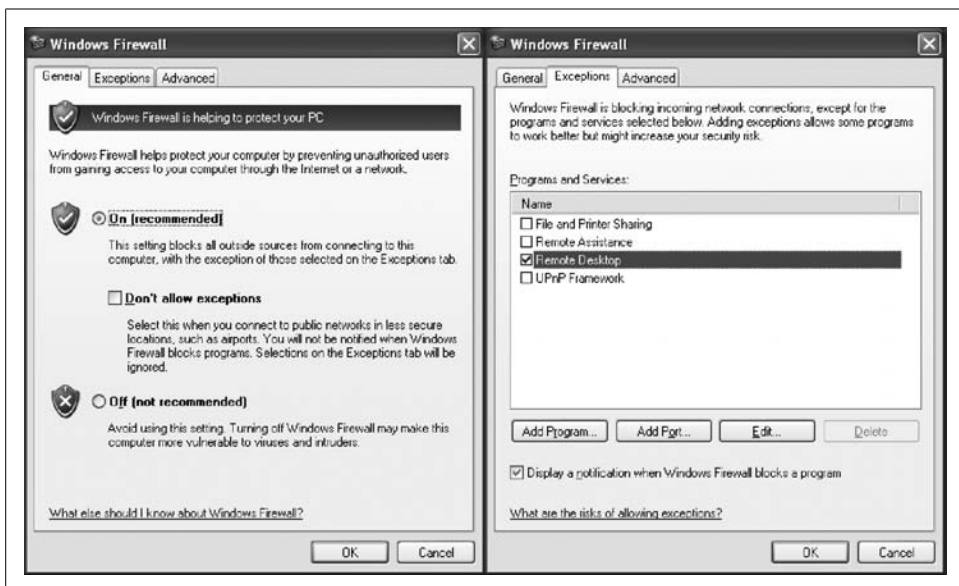 Windows Firewall
General Exceptions Advanced
Windows Firewall is helping to protect your PC
Windows Firewall helps protect your computer by preventing unauthorized users
from gaining access to your computer through the Internet or a network.
On (recommended)
This setting blocks all outside sources from connecting to this
computer, with the exception of those selected on the Exceptions tab.
Don't allow exceptions
Select this when you connect to public networks in less secure
locations, such as airports. You will not be notified when Windows
Firewall blocks programs. Selections on the Exceptions tab will be
ignored.
Off (not recommended)
Avoid using this setting. Turning off Windows Firewall may make this
computer more vulnerable to viruses and intruders.
What else should I know about Windows Firewall?
OK Cancel
Windows Firewall
General Exceptions Advanced
Windows Firewall is blocking incoming network connections, except for the
programs and services selected below. Adding exceptions allows some programs
to work better but might increase your security risk.
Programs and Services:
Name
File and Printer Sharing
Remote Assistance
Remote Desktop
UPnP Framework
Add Program... Add Port... Edit... Delete
Display a notification when Windows Firewall blocks a program
What are the risks of allowing exceptions?
OK Cancel